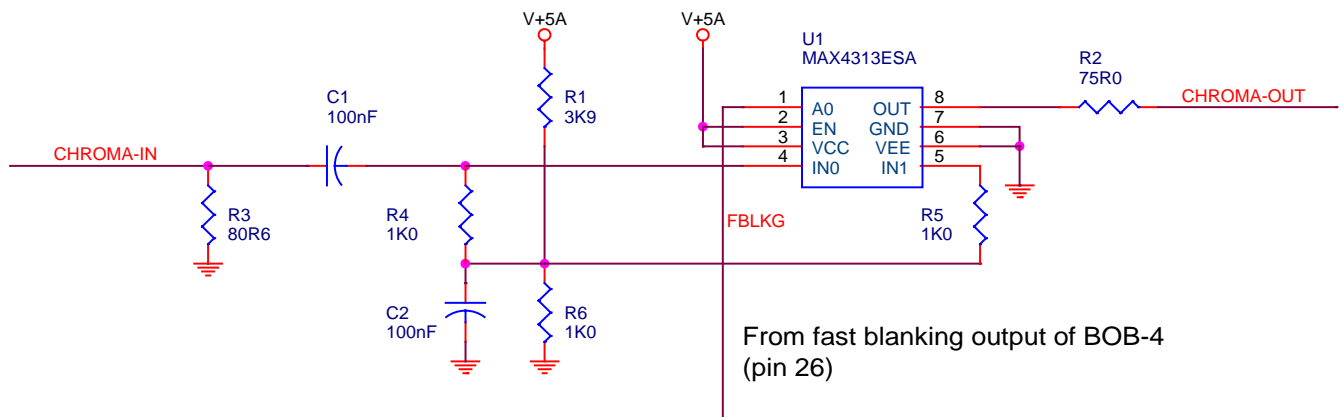 V+5A
V+5A
U1
MAX4313ESA
R2
75R0
C1
100nF
R1
3K9
1
A0
OUT
8
CHROMA-OUT
2
EN
GND
7
3
VCC
VEE
6
CHROMA-IN
4
IN0
IN1
5
R3
80R6
R4
1K0
FBLKG
R5
1K0
C2
100nF
R6
1K0
From fast blanking output of BOB-4
(pin 26)